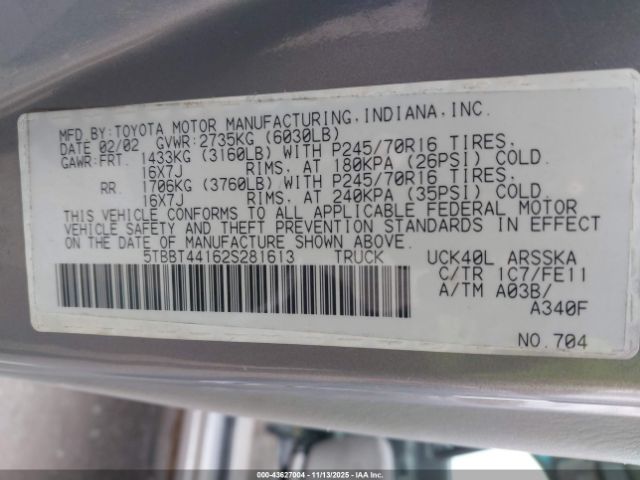 MFD.BY:TOYOTA MOTOR MANUFACTURING,INDIANA,INC.
DATE 02/02 GVWR:2735KG (6030LB)
GAWR:FRT. 1433KG (3160LB) WITH P245/70R16 TIRES.
16X7J RIMS. AT 180KPA (26PSI) COLD.
RR. 1706KG (3760LB) WITH P245/70R16 TIRES.
16X7J RIMS. AT 240KPA (35PSI) COLD.
THIS VEHICLE CONFORMS TO ALL APPLICABLE FEDERAL MOTOR
VEHICLE SAFETY AND THEFT PREVENTION STANDARDS IN EFFECT
ON THE DATE OF MANUFACTURE SHOWN ABOVE.
5TBBT44162S281613 TRUCK UCK40L ARSSKA
C/TR 1C7/FE11
A/TM A03B/
A340F
NO.704
000-43627004 | 11/13/2025 - IAAI.COM